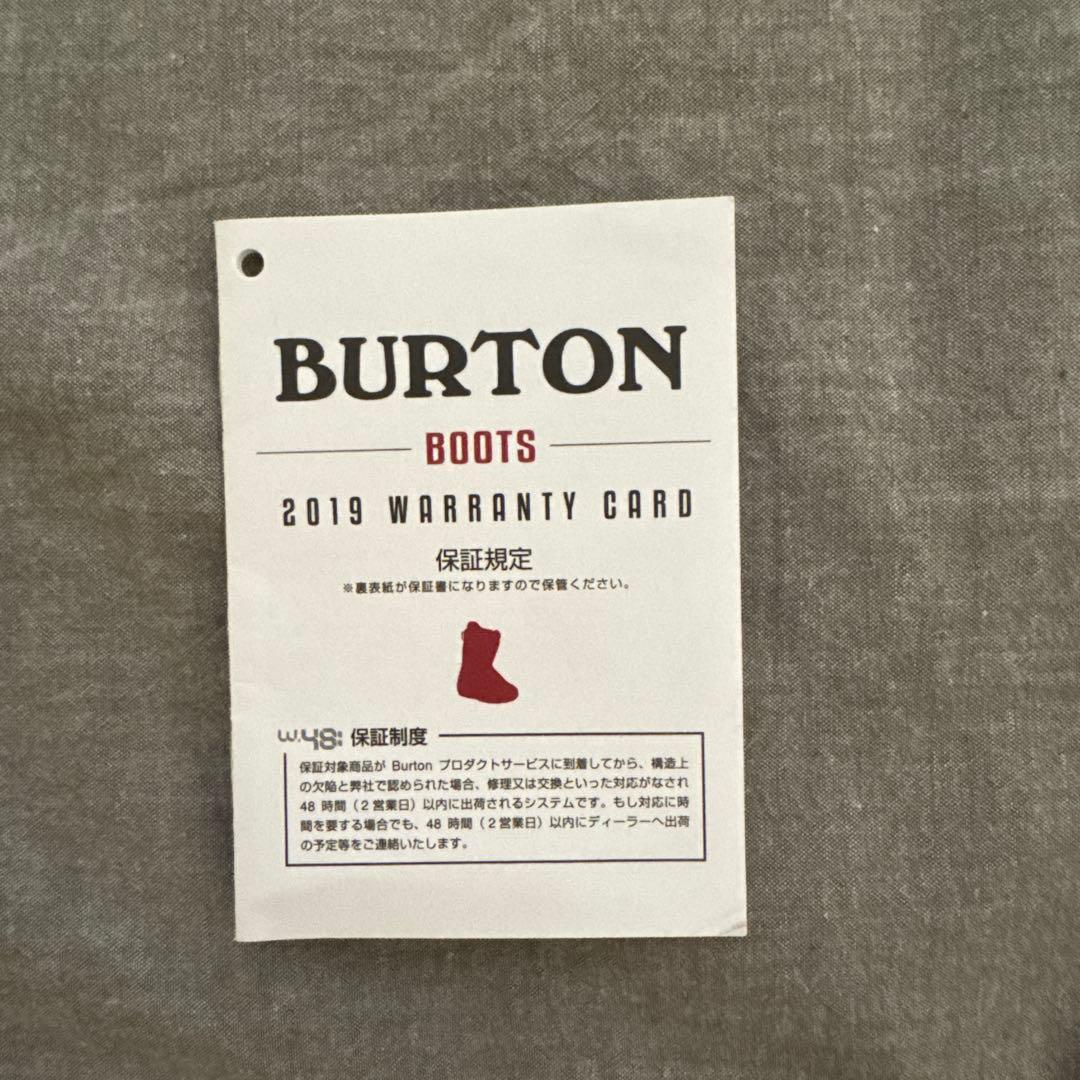 BURTON
BOOTS
2019 WARRANTY CARD
保証規定
※裏表紙が保証書になりますので保管ください。
w.48: 保証制度
保証対象商品が Burton プロダクトサービスに到着してから、構造上
の欠陥と弊社で認められた場合、修理又は交換といった対応がなされ
48 時間（2営業日）以内に出荷されるシステムです。もし対応に時
間を要する場合でも、48 時間（2営業日）以内にディーラーへ出荷
の予定等をご連絡いたします。